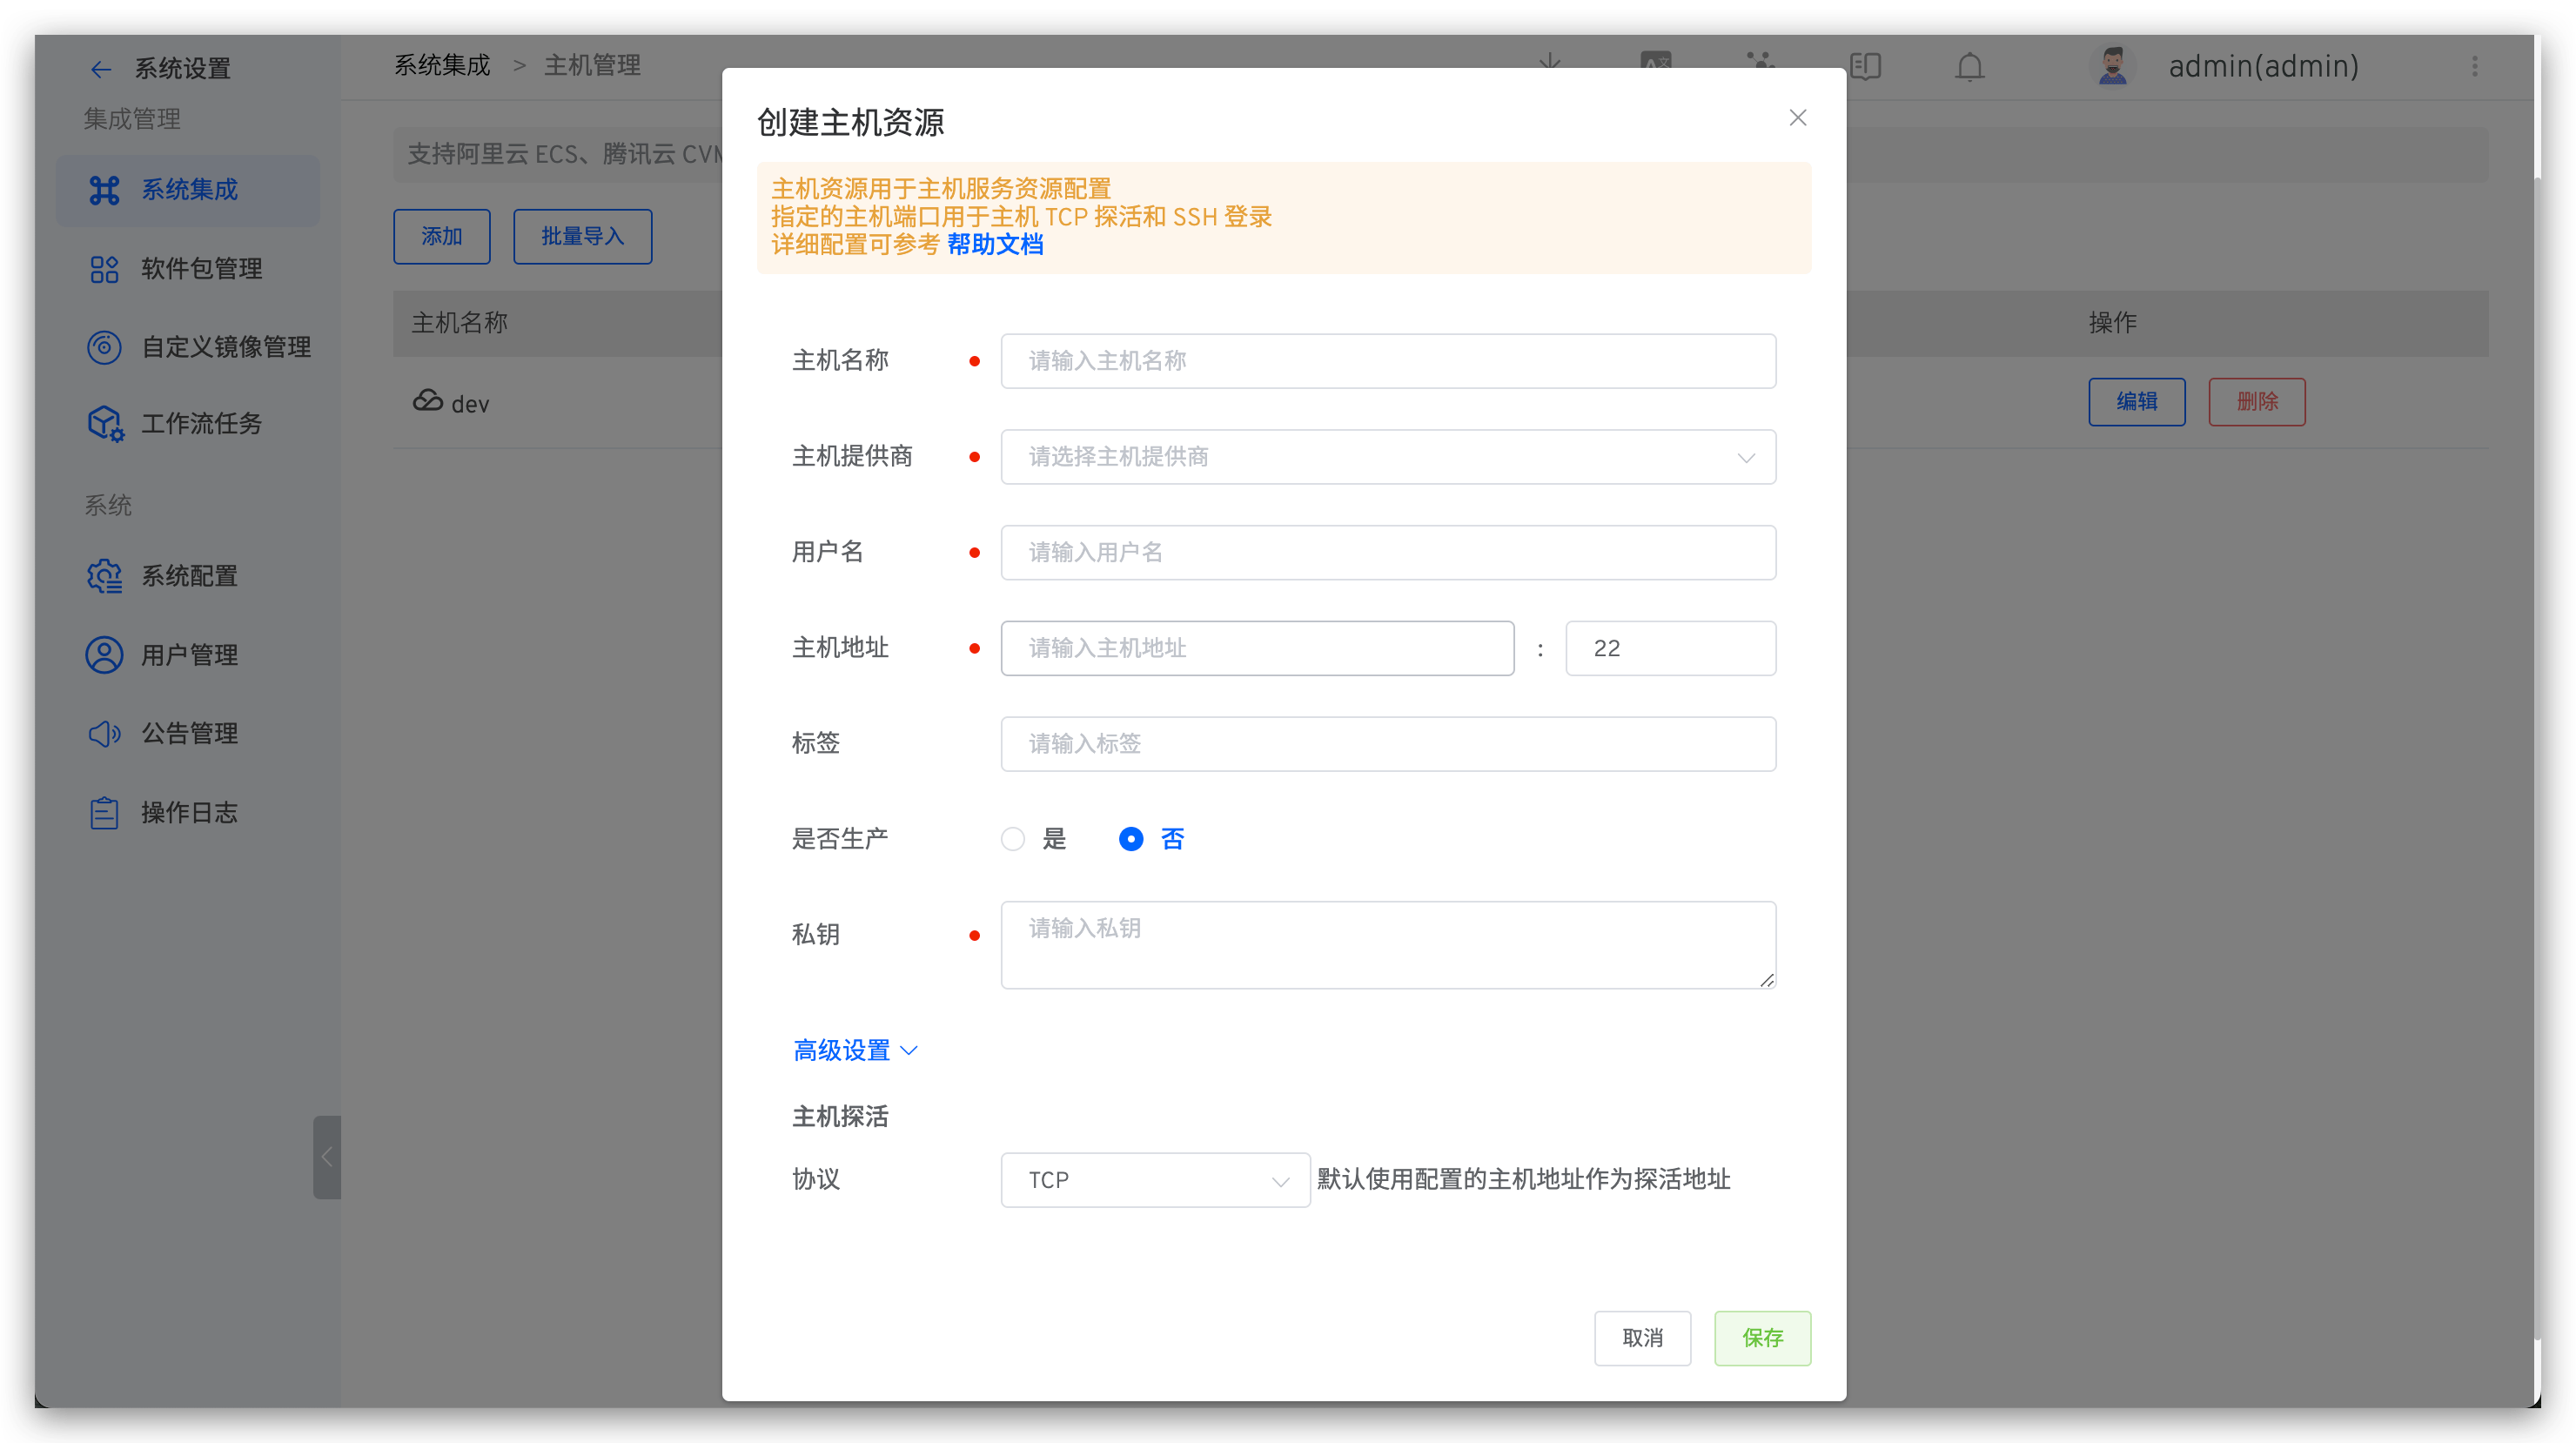 系统设置
集成管理
系统集成
软件包管理
自定义镜像管理
工作流任务
系统
系统配置
用户管理
公告管理
操作日志
系统集成 > 主机管理
admin(admin)
支持阿里云 ECS、腾讯云
添加 批量导入
主机名称 操作
dev 编辑 删除
创建主机资源
主机资源用于主机服务资源配置
指定的主机端口用于主机 TCP 探活和 SSH 登录
详细配置可参考 帮助文档
主机名称 请输入主机名称
主机提供商 请选择主机提供商
用户名 请输入用户名
主机地址 请输入主机地址 : 22
标签 请输入标签
是否生产 是 否
私钥 请输入私钥
高级设置
主机探活
协议 TCP 默认使用配置的主机地址作为探活地址
取消 保存